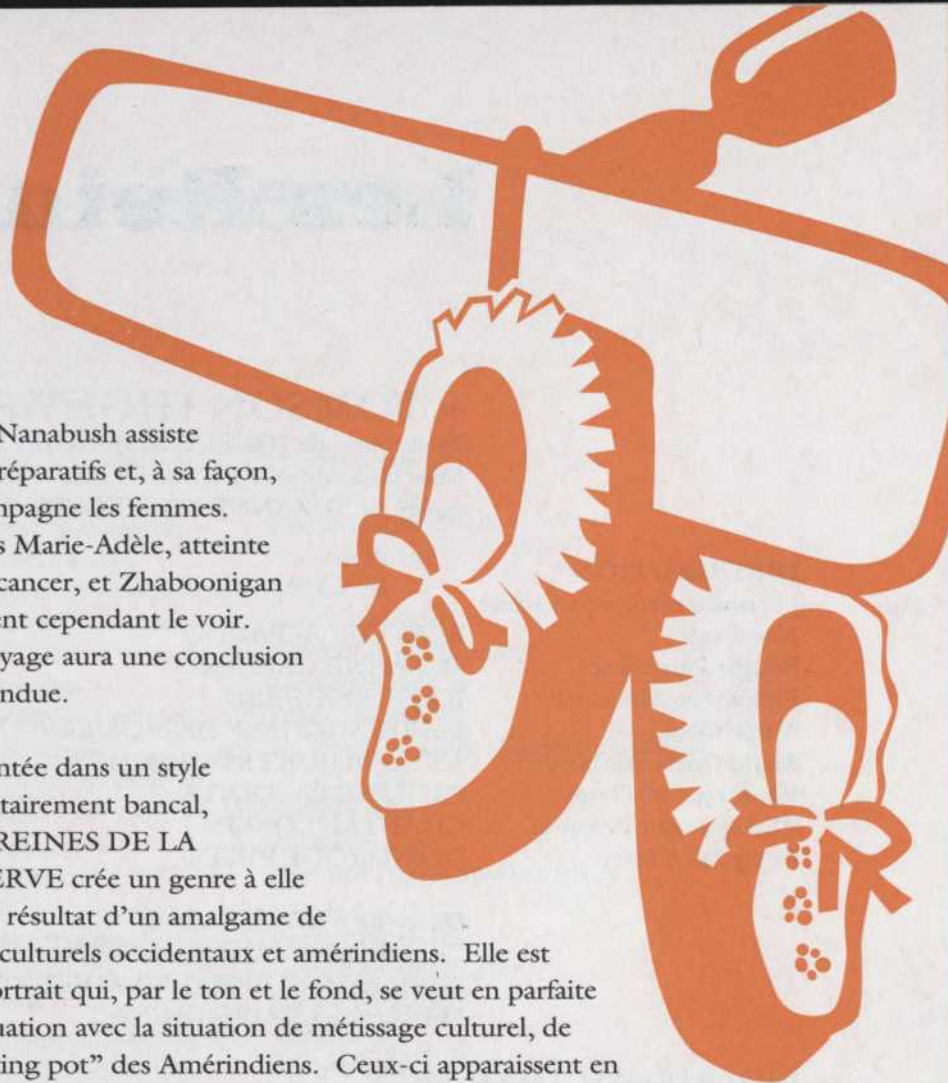 Nanabush assiste
réparatifs et, à sa façon,
mpagne les femmes.
s Marie-Adèle, atteinte
cancer, et Zhaboonigan
ent cependant le voir.
yage aura une conclusion
ndue.
ntée dans un style
tairement bancal,
REINES DE LA
ERVE crée un genre à elle
résultat d'un amalgame de
culturels occidentaux et amérindiens. Elle est
ortrait qui, par le ton et le fond, se veut en parfaite
uation avec la situation de métissage culturel, de
ing pot" des Amérindiens. Ceux-ci apparaissent en